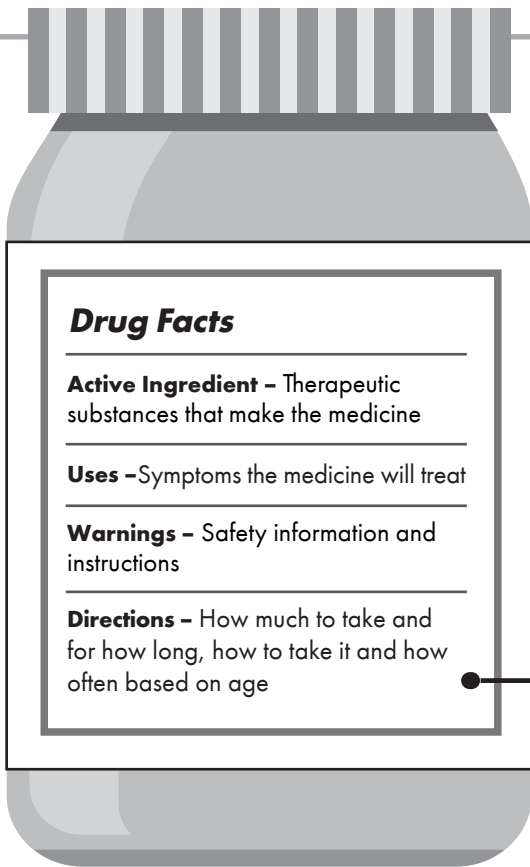 Drug Facts
Active Ingredient – Therapeutic
substances that make the medicine
Uses –Symptoms the medicine will treat
Warnings – Safety information and
instructions
Directions – How much to take and
for how long, how to take it and how
often based on age